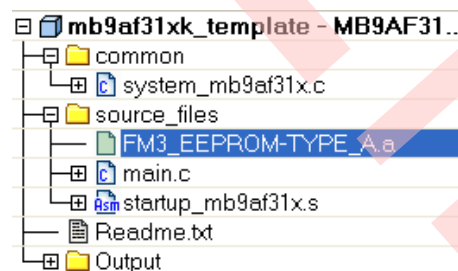 mb9af31xk_template - MB9AF31..
common
system_mb9af31x.c
source_files
FM3_EEPROM-TYPE_A.a
main.c
startup_mb9af31x.s
Readme.txt
Output